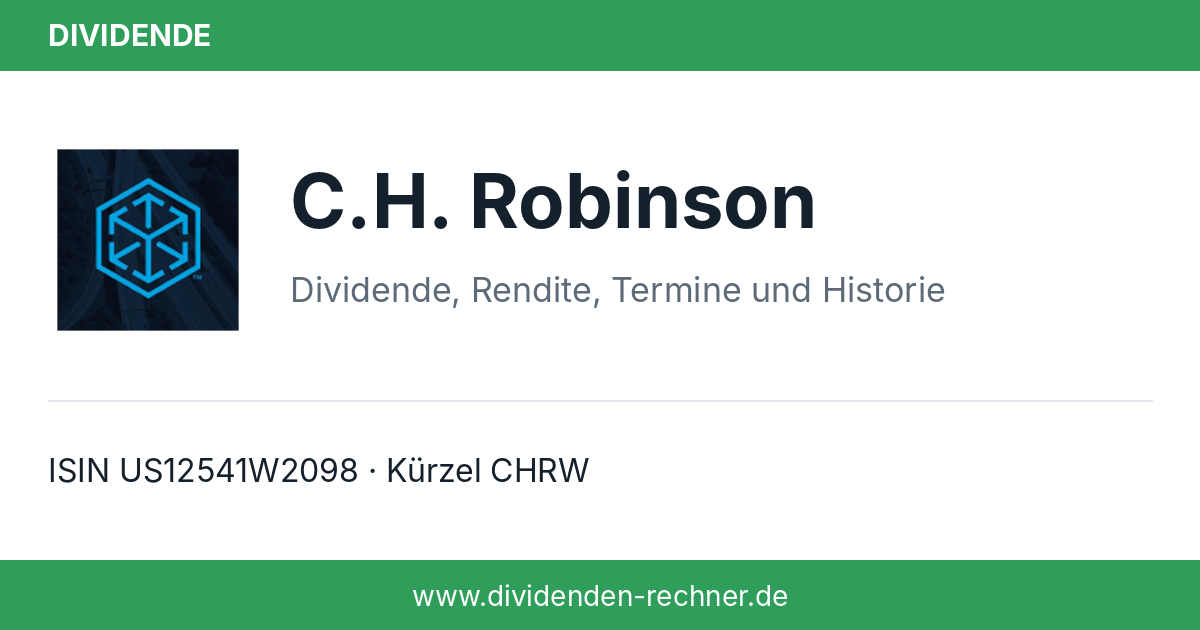 DIVIDENDE
C.H. Robinson
Dividende, Rendite, Termine und Historie
ISIN US12541W2098 · Kürzel CHRW
www.dividenden-rechner.de